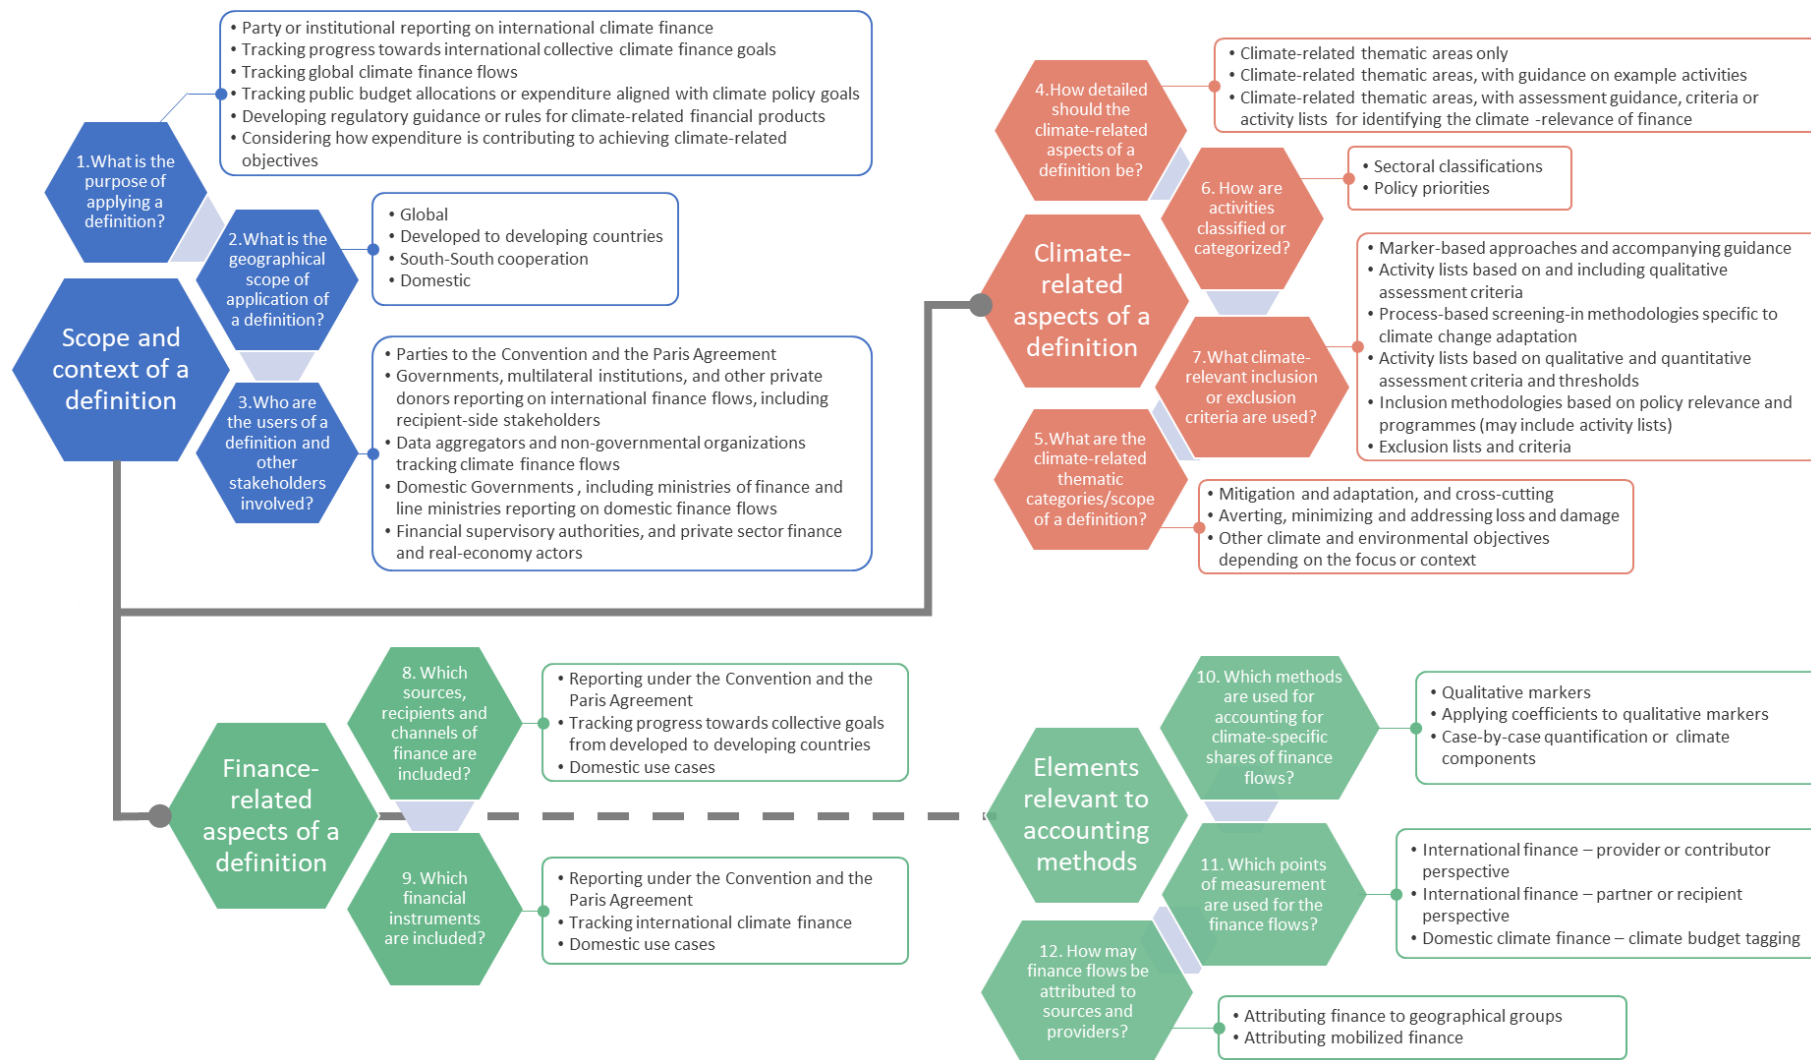 1.What is the
purpose of
applying a
definition?
• Party or institutional reporting on international climate finance
• Tracking progress towards international collective climate finance goals
• Tracking global climate finance flows
• Tracking public budget allocations or expenditure aligned with climate policy goals
• Developing regulatory guidance or rules for climate-related financial products
• Considering how expenditure is contributing to achieving climate-related
objectives
2.What is the
geographical
scope of
application of
a definition?
• Global
• Developed to developing countries
• South-South cooperation
• Domestic
Scope and
context of a
definition
3.Who are
the users of a
definition and
other
stakeholders
involved?
• Parties to the Convention and the Paris Agreement
• Governments, multilateral institutions, and other private
donors reporting on international finance flows, including
recipient-side stakeholders
• Data aggregators and non-governmental organizations
tracking climate finance flows
• Domestic Governments , including ministries of finance and
line ministries reporting on domestic finance flows
• Financial supervisory authorities, and private sector finance
and real-economy actors
4.How detailed
should the
climate-related
aspects of a
definition be?
• Climate-related thematic areas only
• Climate-related thematic areas, with guidance on example activities
• Climate-related thematic areas, with assessment guidance, criteria or
activity lists for identifying the climate -relevance of finance
6. How are
activities
classified or
categorized?
• Sectoral classifications
• Policy priorities
Climate-
related
aspects of a
definition
7.What climate-
relevant inclusion
or exclusion
criteria are used?
• Marker-based approaches and accompanying guidance
• Activity lists based on and including qualitative
assessment criteria
• Process-based screening-in methodologies specific to
climate change adaptation
• Activity lists based on qualitative and quantitative
assessment criteria and thresholds
• Inclusion methodologies based on policy relevance and
programmes (may include activity lists)
• Exclusion lists and criteria
5.What are the
climate-related
thematic
categories/scope
of a definition?
• Mitigation and adaptation, and cross-cutting
• Averting, minimizing and addressing loss and damage
• Other climate and environmental objectives
depending on the focus or context
8. Which
sources,
recipients and
channels of
finance are
included?
• Reporting under the Convention and the
Paris Agreement
• Tracking progress towards collective goals
from developed to developing countries
• Domestic use cases
Finance-
related
aspects of a
definition
9. Which
financial
instruments
are included?
• Reporting under the Convention and the
Paris Agreement
• Tracking international climate finance
• Domestic use cases
10. Which methods
are used for
accounting for
climate-specific
shares of finance
flows?
• Qualitative markers
• Applying coefficients to qualitative markers
• Case-by-case quantification or climate
components
Elements
relevant to
accounting
methods
11. Which points
of measurement
are used for the
finance flows?
• International finance – provider or contributor
perspective
• International finance – partner or recipient
perspective
• Domestic climate finance – climate budget tagging
12. How may
finance flows be
attributed to
sources and
providers?
• Attributing finance to geographical groups
• Attributing mobilized finance